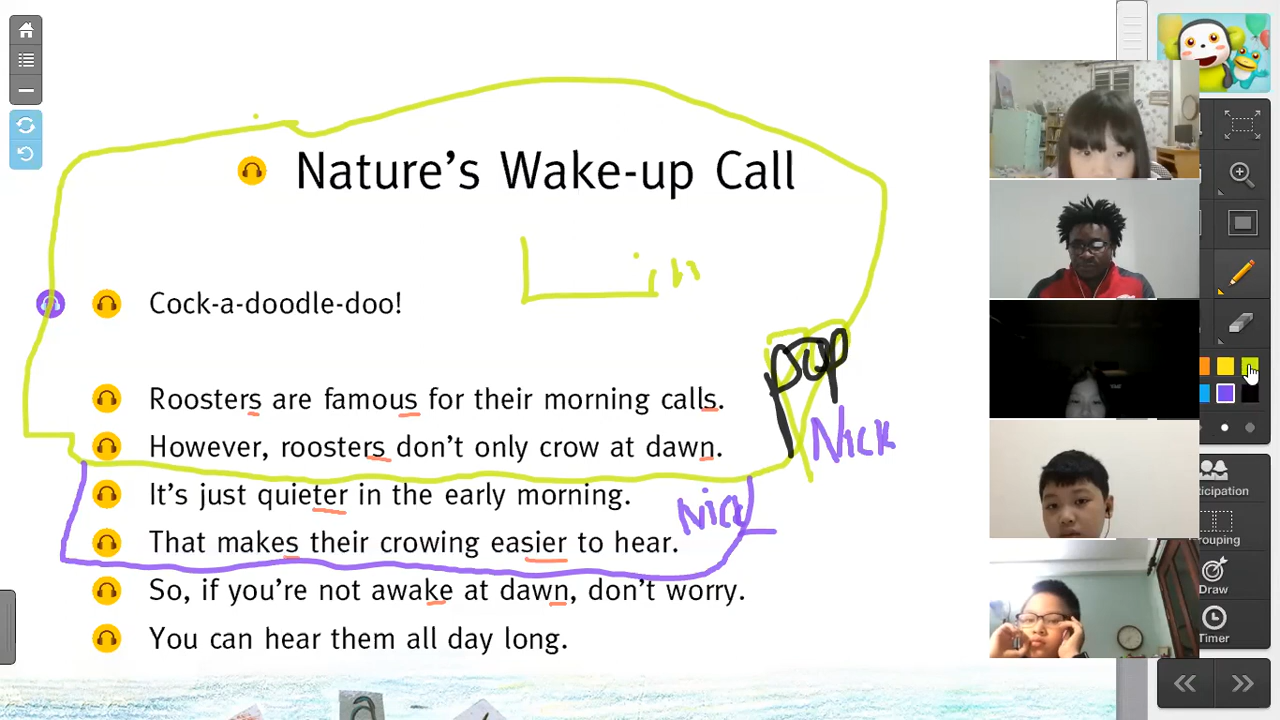 Nature's Wake-up Call
Cock-a-doodle-doo!
pop
Roosters are famous for their morning calls.
Nick
However, roosters don't only crow at dawn.
It's just quieter in the early morning.
Nick
That makes their crowing easier to hear.
So, if you're not awake at dawn, don't worry.
You can hear them all day long.
ticipation
rouping
Draw
Timer